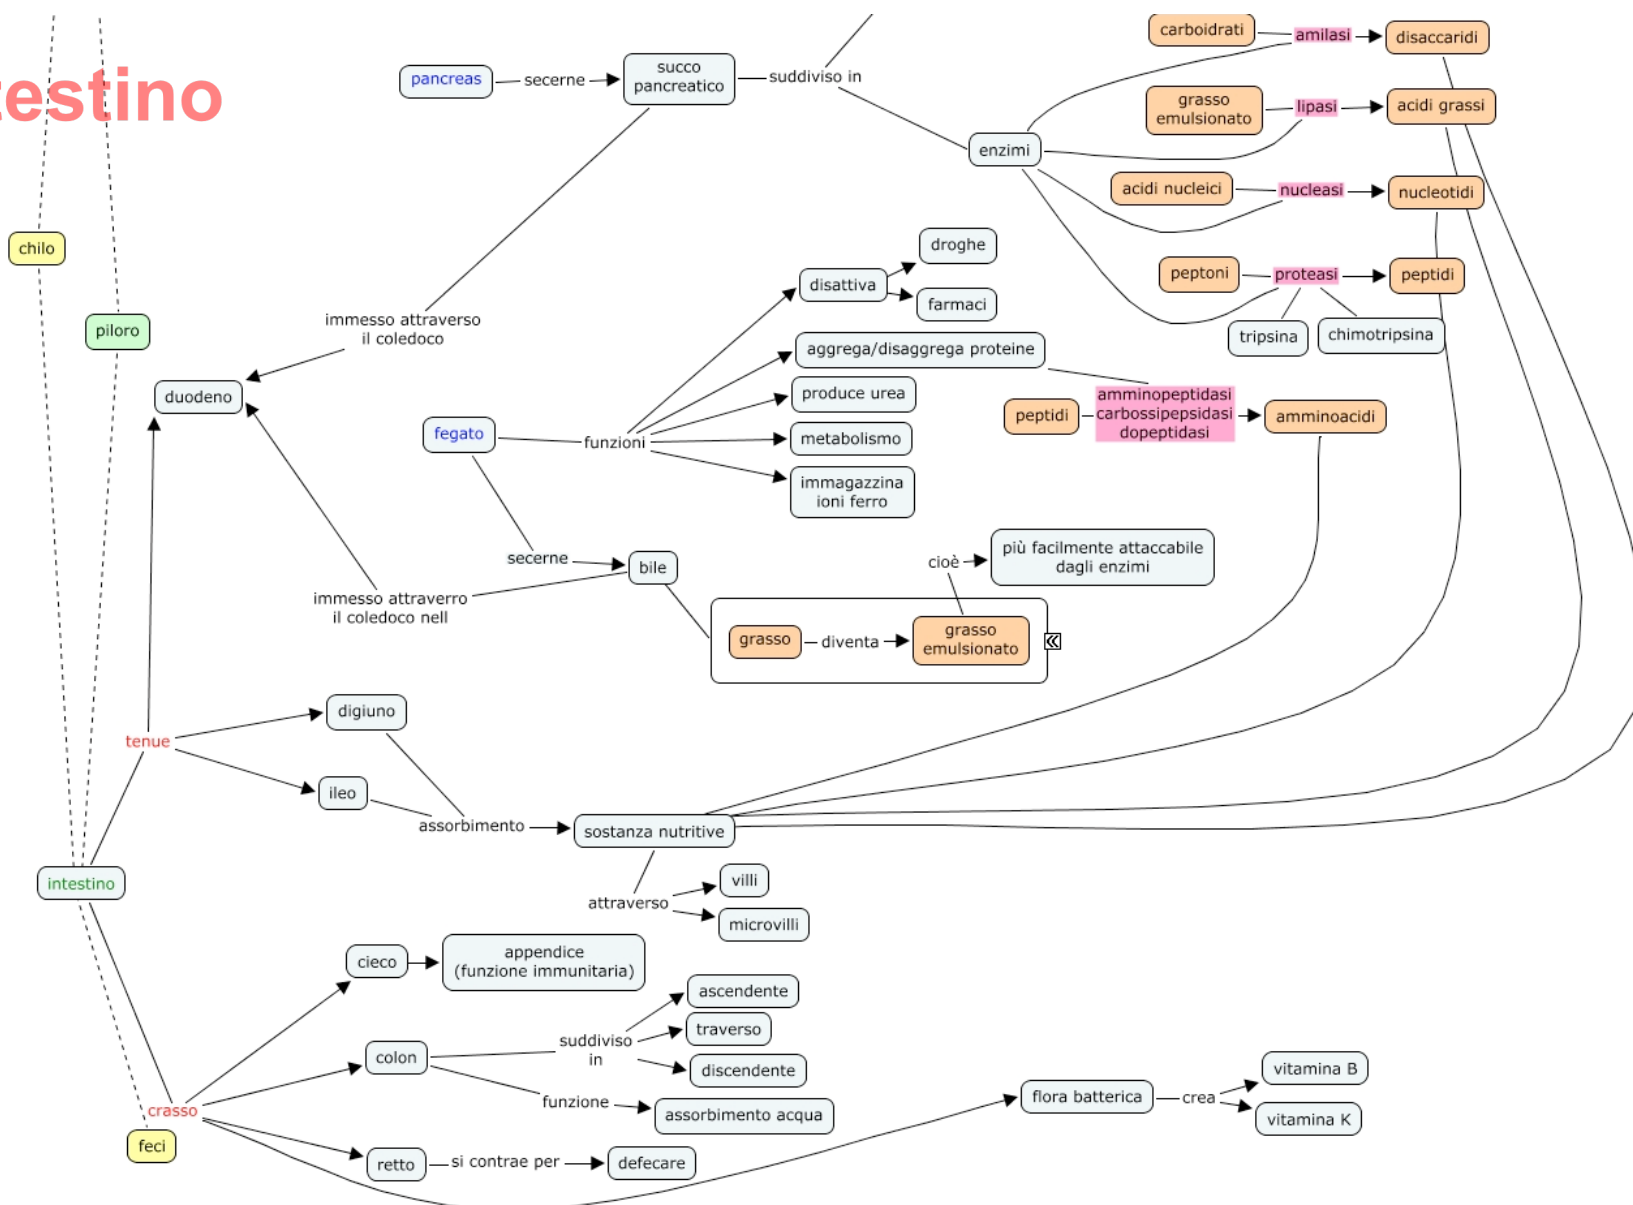 testino
pancreas
secerne
succo
pancreatico
suddiviso in
carboidrati
amilasi
disaccaridi
grasso
emulsionato
lipasi
acidi grassi
enzimi
acidi nucleici
nucleasi
nucleotidi
peptoni
proteasi
peptidi
tripsina
chimotripsina
chilo
piloro
immesso attraverso
il coledoco
duodeno
droghe
disattiva
farmaci
aggrega/disaggrega proteine
produce urea
fegato
funzioni
metabolismo
immagazzina
ioni ferro
peptidi
amminopeptidasi
carbossipepsidasi
dopeptidasi
amminoacidi
secerne
bile
immesso attraverro
il coledoco nell
cioè
più facilmente attaccabile
dagli enzimi
grasso
diventa
grasso
emulsionato
digiuno
tenue
ileo
assorbimento
sostanza nutritive
intestino
attraverso
villi
microvilli
cieco
appendice
(funzione immunitaria)
ascendente
suddiviso
in
traverso
colon
discendente
funzione
assorbimento acqua
crasso
feci
retto
si contrae per
defecare
flora batterica
crea
vitamina B
vitamina K